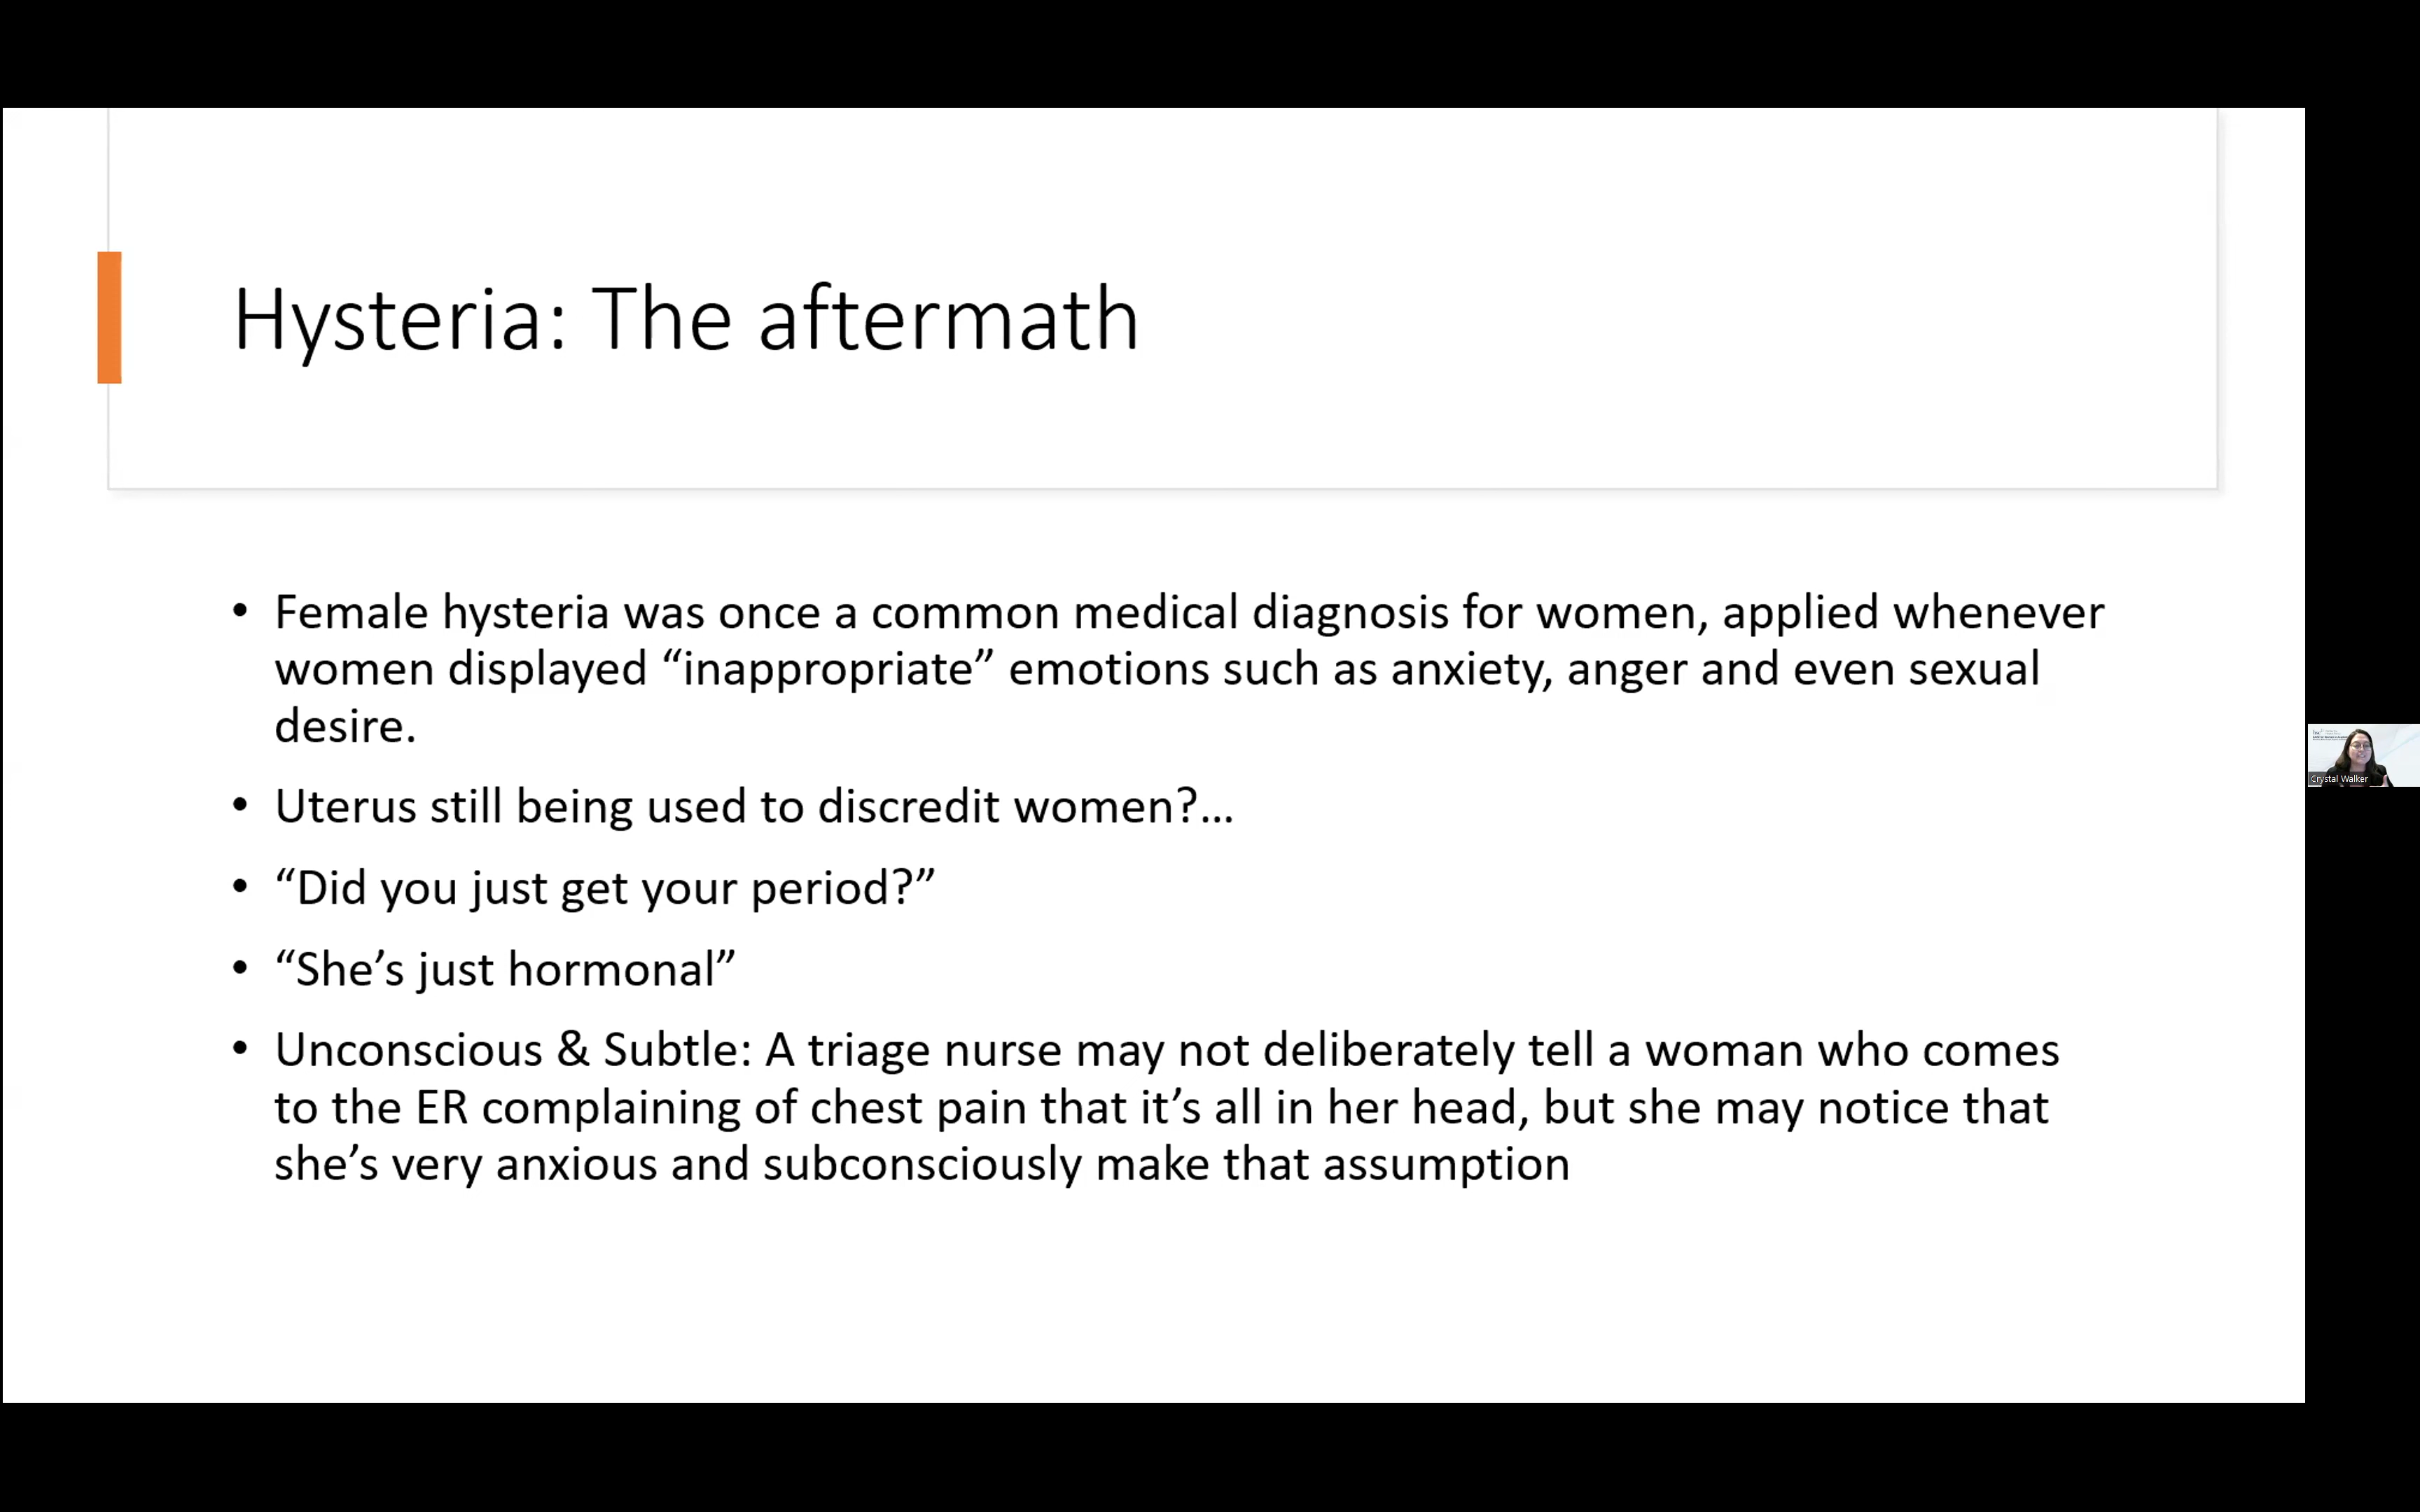 Hysteria: The aftermath
• Female hysteria was once a common medical diagnosis for women, applied whenever
women displayed “inappropriate” emotions such as anxiety, anger and even sexual
desire.
• Uterus still being used to discredit women?...
• “Did you just get your period?”
• “She’s just hormonal”
• Unconscious & Subtle: A triage nurse may not deliberately tell a woman who comes
to the ER complaining of chest pain that it’s all in her head, but she may notice that
she’s very anxious and subconsciously make that assumption
Crystal Walker